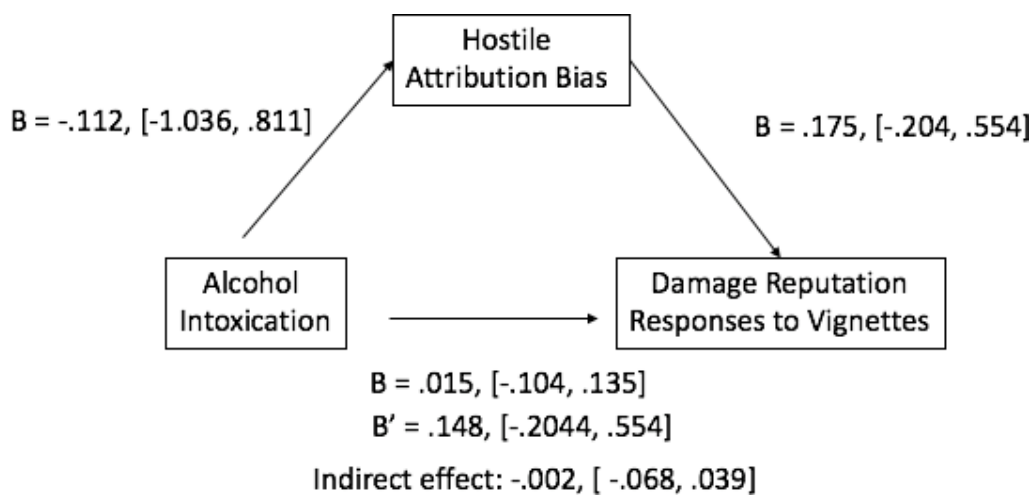 Hostile
Attribution Bias
B = -.112, [-1.036, .811]
B = .175, [-.204, .554]
Alcohol
Intoxication
Damage Reputation
Responses to Vignettes
B = .015, [-.104, .135]
B’ = .148, [-.2044, .554]
Indirect effect: -.002, [ -.068, .039]